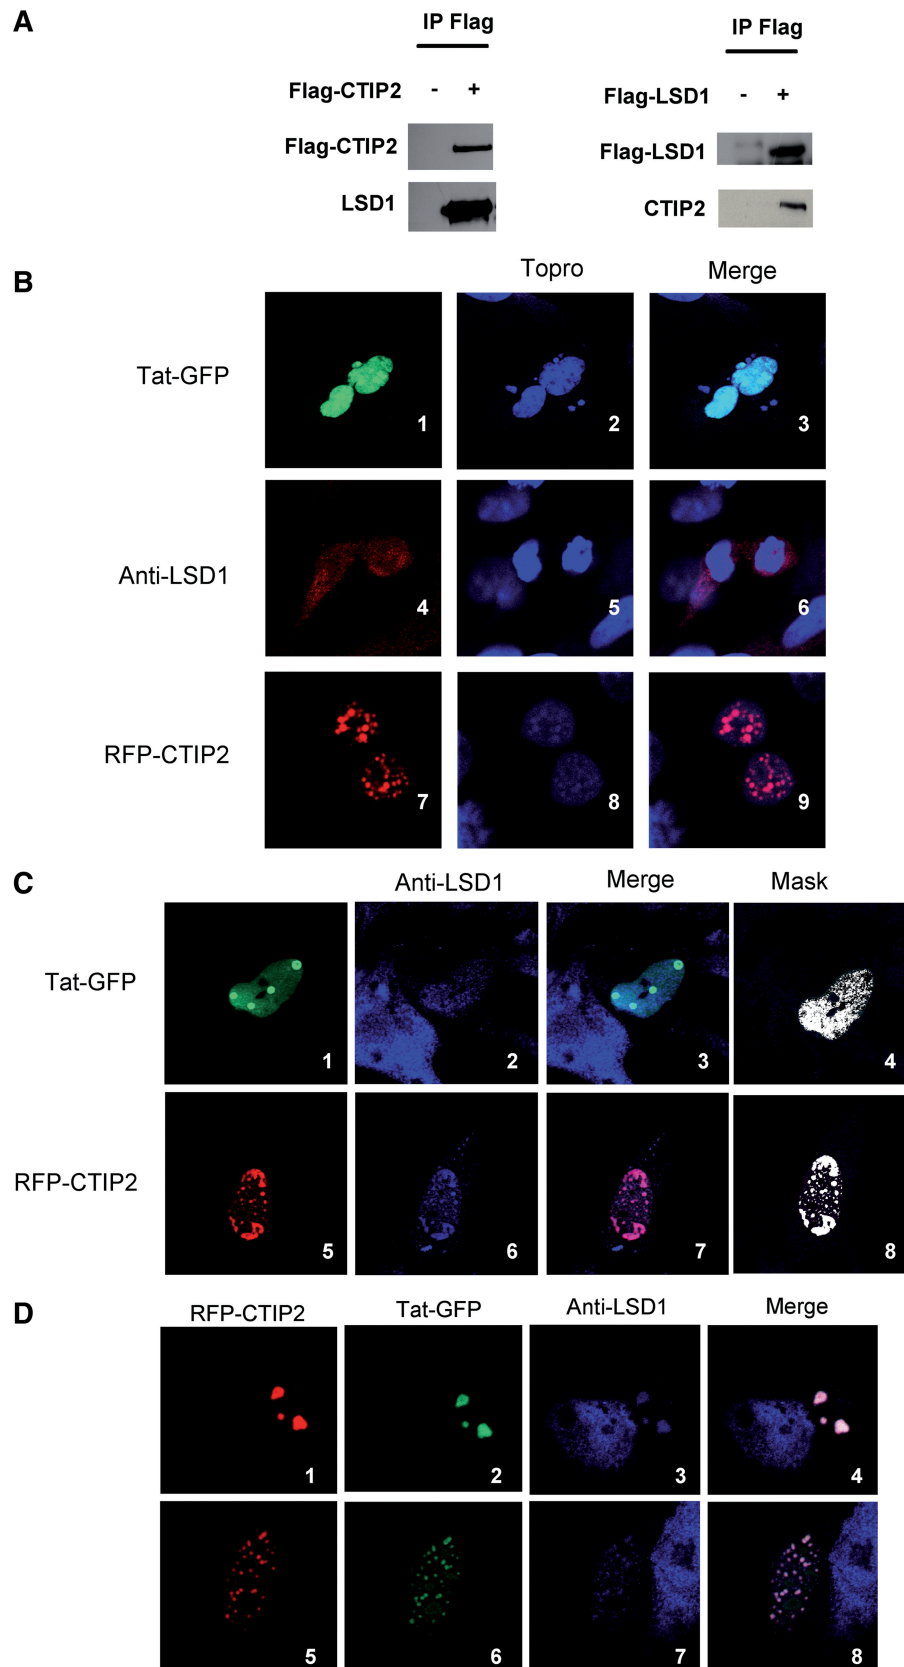 A
IP Flag
IP Flag
Flag-CTIP2 - +
Flag-LSD1 - +
Flag-CTIP2
Flag-LSD1
LSD1
CTIP2
B
Topro Merge
Tat-GFP
1 2 3
Anti-LSD1
4 5 6
RFP-CTIP2
7 8 9
C
Anti-LSD1 Merge Mask
Tat-GFP
1 2 3 4
RFP-CTIP2
5 6 7 8
D
RFP-CTIP2 Tat-GFP Anti-LSD1 Merge
1 2 3 4
5 6 7 8